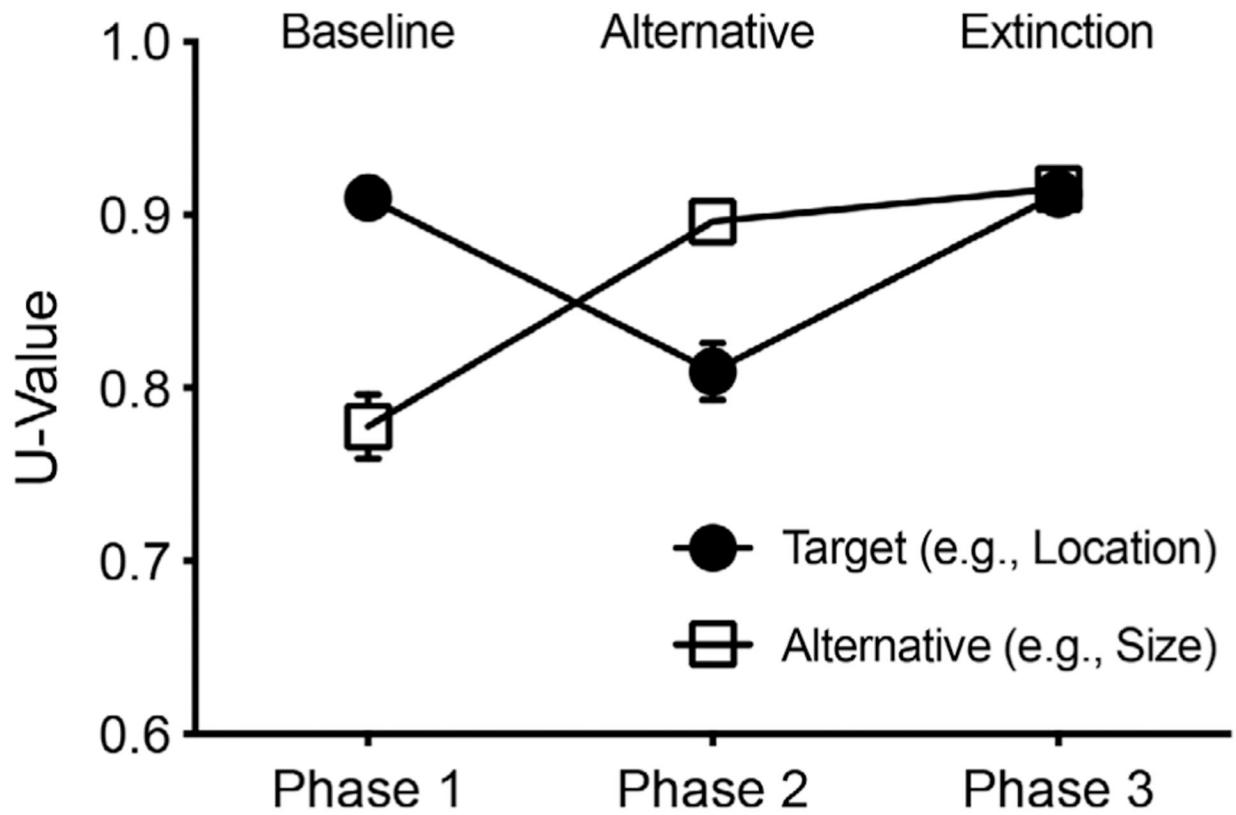 Baseline Alternative Extinction
1.0
0.9
0.8
0.7
0.6
U-Value
Target (e.g., Location)
Alternative (e.g., Size)
Phase 1 Phase 2 Phase 3